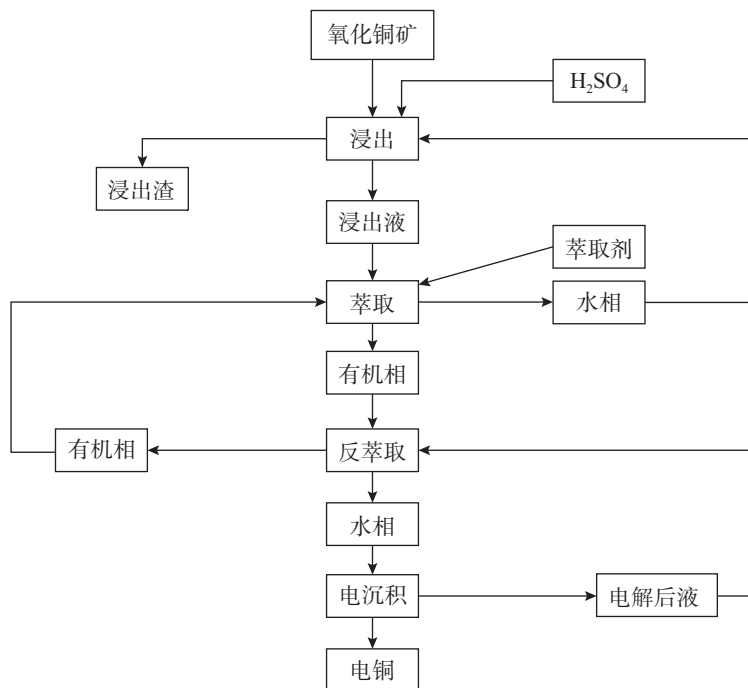 氧化铜矿
H₂SO₄
浸出
浸出渣
浸出液
萃取剂
萃取
水相
有机相
有机相
反萃取
水相
电沉积
电解后液
电铜